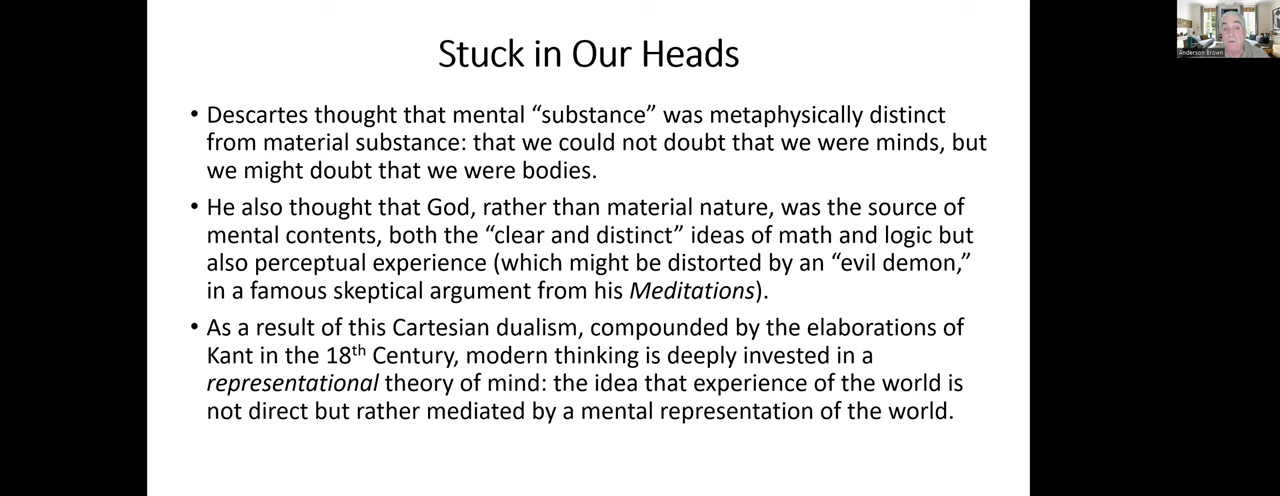 Stuck in Our Heads
• Descartes thought that mental “substance” was metaphysically distinct
from material substance: that we could not doubt that we were minds, but
we might doubt that we were bodies.
• He also thought that God, rather than material nature, was the source of
mental contents, both the “clear and distinct” ideas of math and logic but
also perceptual experience (which might be distorted by an “evil demon,”
in a famous skeptical argument from his Meditations).
• As a result of this Cartesian dualism, compounded by the elaborations of
Kant in the 18th Century, modern thinking is deeply invested in a
representational theory of mind: the idea that experience of the world is
not direct but rather mediated by a mental representation of the world.
Anderson Brown